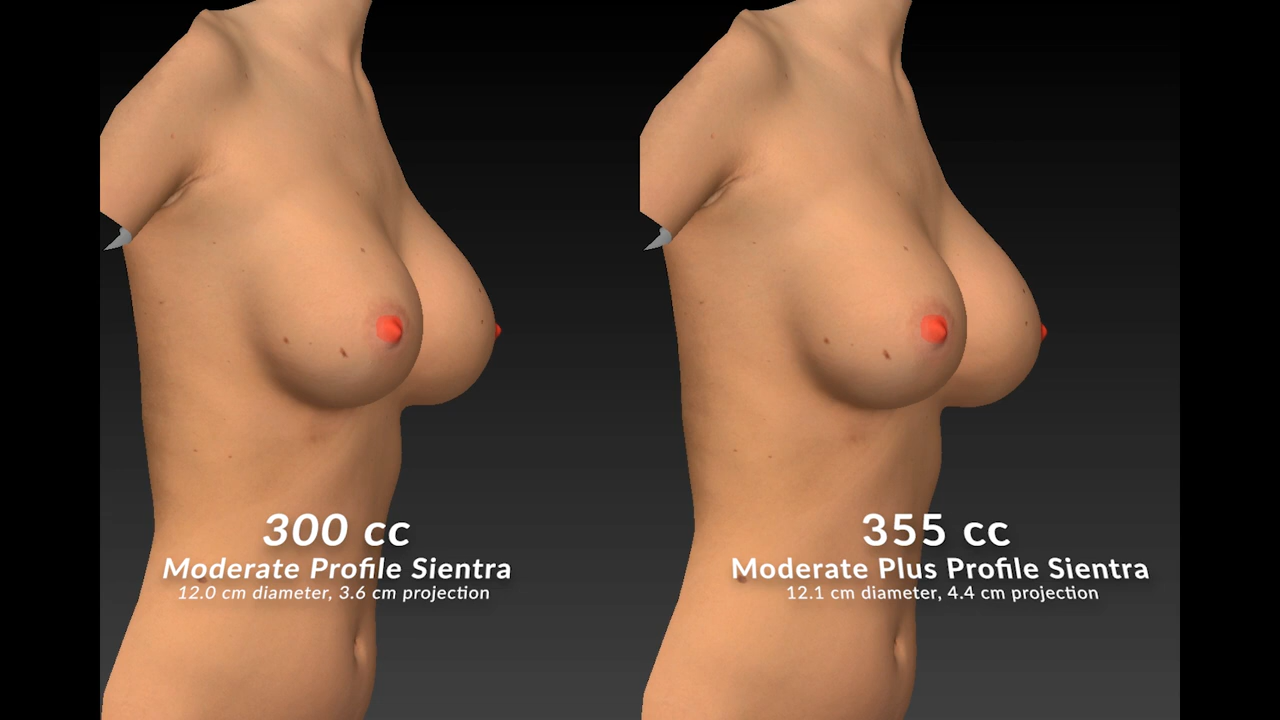 300 cc
Moderate Profile Sientra
12.0 cm diameter, 3.6 cm projection
355 cc
Moderate Plus Profile Sientra
12.1 cm diameter, 4.4 cm projection